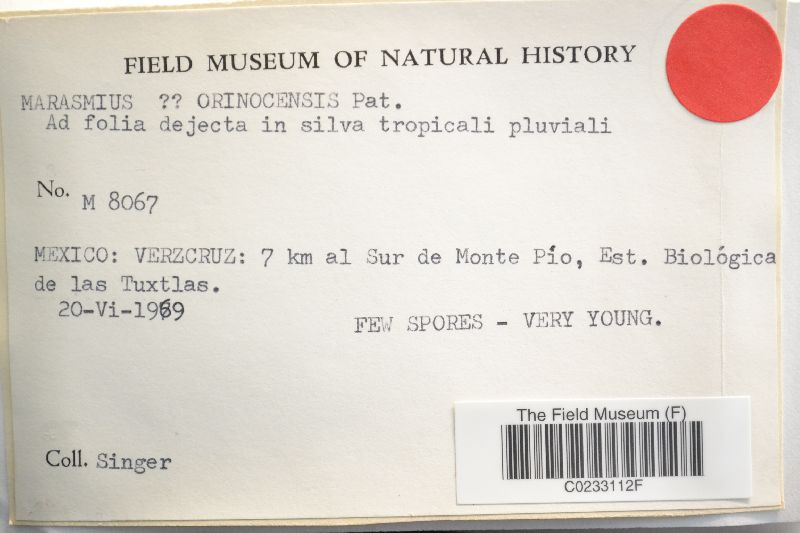 FIELD MUSEUM OF NATURAL HISTORY
MARASMIUS ?? ORINOCENSIS Pat.
Ad folia dejecta in silva tropicali pluviali
No. M 8067
MEXICO: VERZCRUZ: 7 km al Sur de Monte Pío, Est. Biológica
de las Tuxtlas.
20-Vi-1969
FEW SPORES - VERY YOUNG.
Coll. Singer
The Field Museum (F)
C0233112F